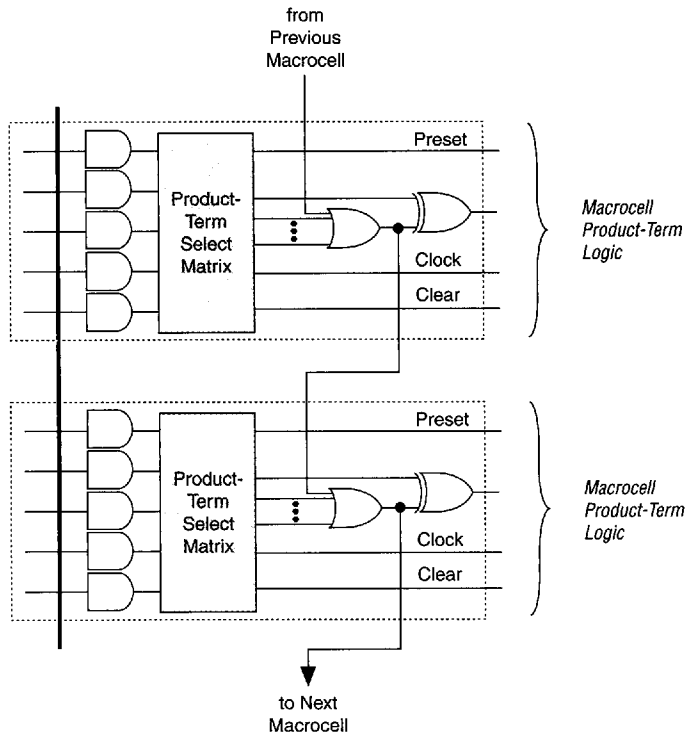 from
Previous
Macrocell
Preset
Product-
Term
Select
Matrix
Clock
Clear
Macrocell
Product-Term
Logic
Preset
Product-
Term
Select
Matrix
Clock
Clear
Macrocell
Product-Term
Logic
to Next
Macrocell